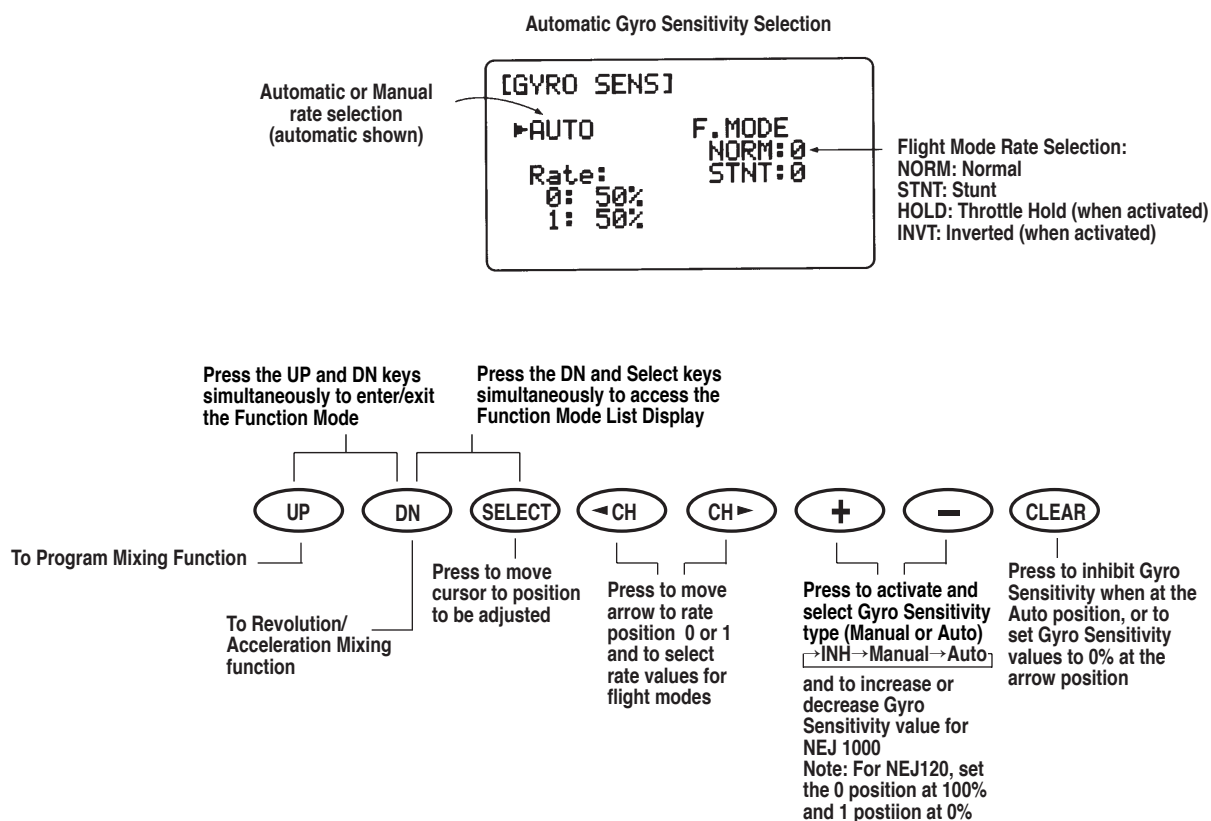 Automatic Gyro Sensitivity Selection
Automatic or Manual
rate selection
(automatic shown)
[GYRO SENS]
►AUTO
Rate:
0: 50%
1: 50%
F.MODE
NORM:0
STNT:0
Flight Mode Rate Selection:
NORM: Normal
STNT: Stunt
HOLD: Throttle Hold (when activated)
INVT: Inverted (when activated)
Press the UP and DN keys
simultaneously to enter/exit
the Function Mode
Press the DN and Select keys
simultaneously to access the
Function Mode List Display
UP
DN
SELECT
◄CH
CH►
+
–
CLEAR
To Program Mixing Function
To Revolution/
Acceleration Mixing
function
Press to move
cursor to position
to be adjusted
Press to move
arrow to rate
position 0 or 1
and to select
rate values for
flight modes
Press to activate and
select Gyro Sensitivity
type (Manual or Auto)
→INH→Manual→Auto
and to increase or
decrease Gyro
Sensitivity value for
NEJ 1000
Note: For NEJ120, set
the 0 position at 100%
and 1 postiion at 0%
Press to inhibit Gyro
Sensitivity when at the
Auto position, or to
set Gyro Sensitivity
values to 0% at the
arrow position